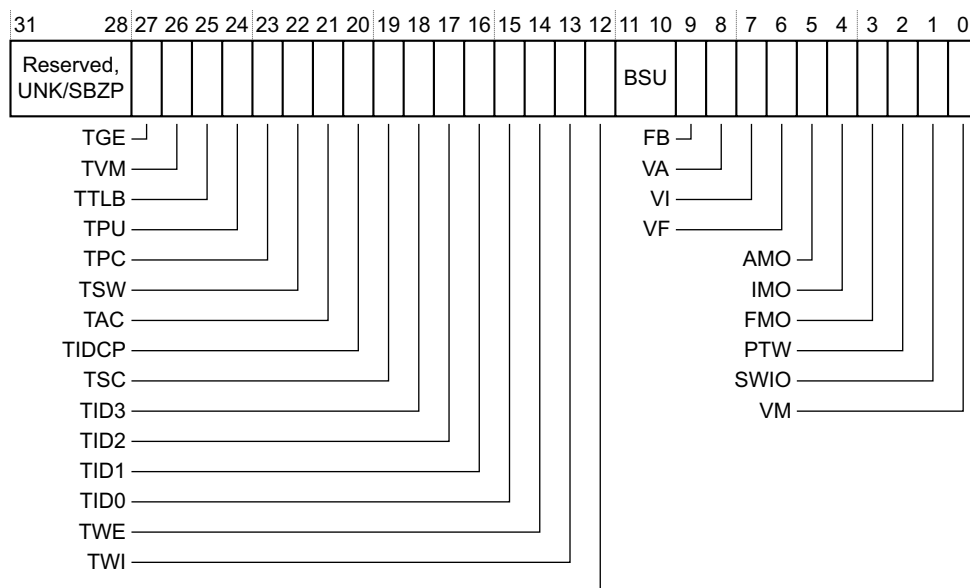 31 28 27 26 25 24 23 22 21 20 19 18 17 16 15 14 13 12 11 10 9 8 7 6 5 4 3 2 1 0
Reserved,
UNK/SBZP
BSU
TGE FB
TVM VA
TTLB VI
TPU VF
TPC AMO
TSW IMO
TAC FMO
TIDCP PTW
TSC SWIO
TID3 VM
TID2
TID1
TID0
TWE
TWI